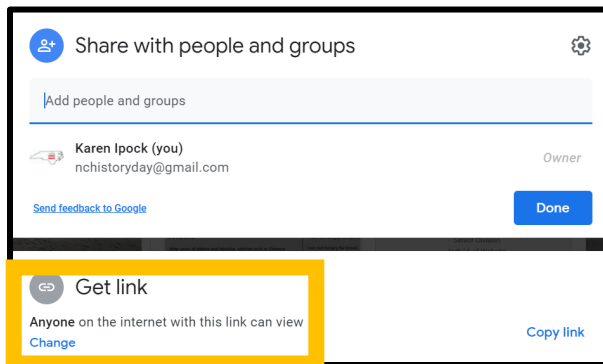 Share with people and groups
Add people and groups
Karen Ipock (you)
nchistoryday@gmail.com
Owner
Send feedback to Google
Done
Get link
Anyone on the internet with this link can view
Change
Copy link